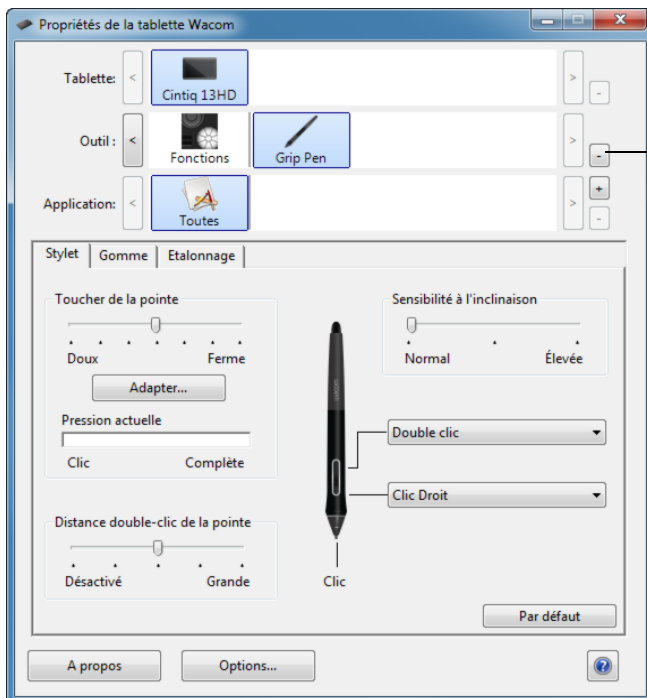 Propriétés de la tablette Wacom
Tablette: < Cintiq 13HD > -
Outil : < Fonctions Grip Pen > -
Application: < Toutes > + -
Stylet Gomme Etalonnage
Toucher de la pointe
Doux Ferme
Adapter...
Pression actuelle
Clic Complète
Distance double-clic de la pointe
Désactivé Grande
Sensibilité à l'inclinaison
Normal Élevée
Double clic
Clic Droit
Clic
Par défaut
A propos Options... ?